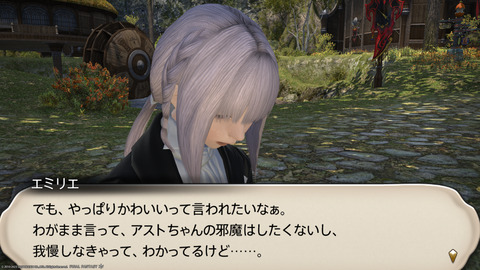 エミリエ
でも、やっぱりかわいいって言われたいなぁ。
わがまま言って、アストちゃんの邪魔はしたくないし、
我慢しなきゃって、わかってるけど……。